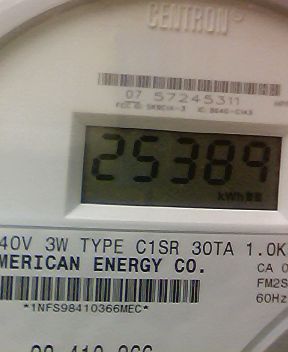 CENTRON
07 57245311
25389
kWh
40V 3W TYPE C1SR 30TA 1.0K
MERICAN ENERGY CO.
CA 0
FM2S
60Hz
*1NFS98410366MEC*